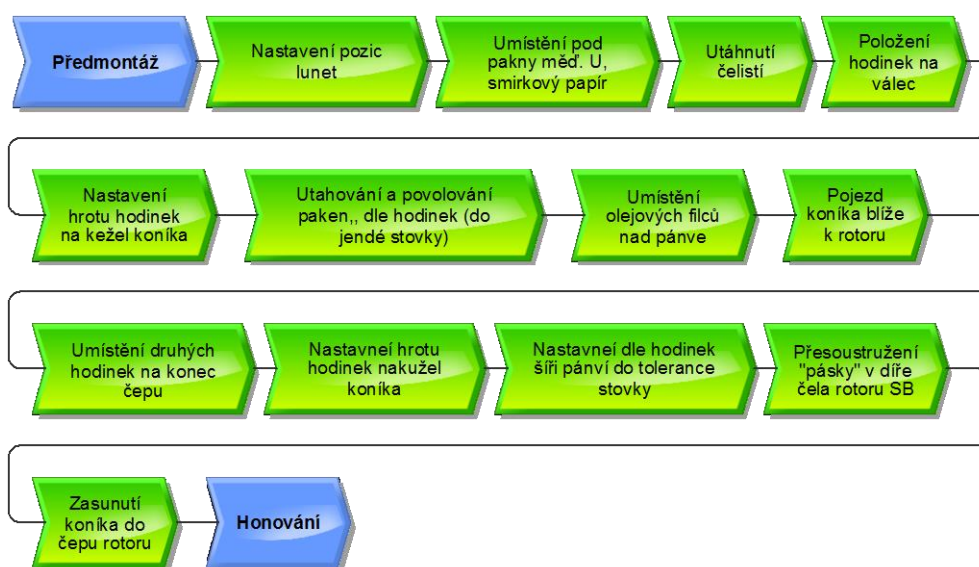 Předmontáž
Nastavení pozic
lunet
Umístění pod
pakny měď. U,
smirkový papír
Utáhnutí
čelistí
Položení
hodinek na
válec
Nastavení
hrotu hodinek
na kežel koníka
Utahování a povolování
paken,, dle hodinek (do
jendé stovky)
Umístění
olejových filců
nad pánve
Pojezd
koníka blíže
k rotoru
Umístění druhých
hodinek na konec
čepu
Nastavneí hrotu
hodinek nakužel
koníka
Nastavneí dle hodinek
šíři pánví do tolerance
stovky
Přesoustružení
"pásky" v díře
čela rotoru SB
Zasunutí
koníka do
čepu rotoru
Honování